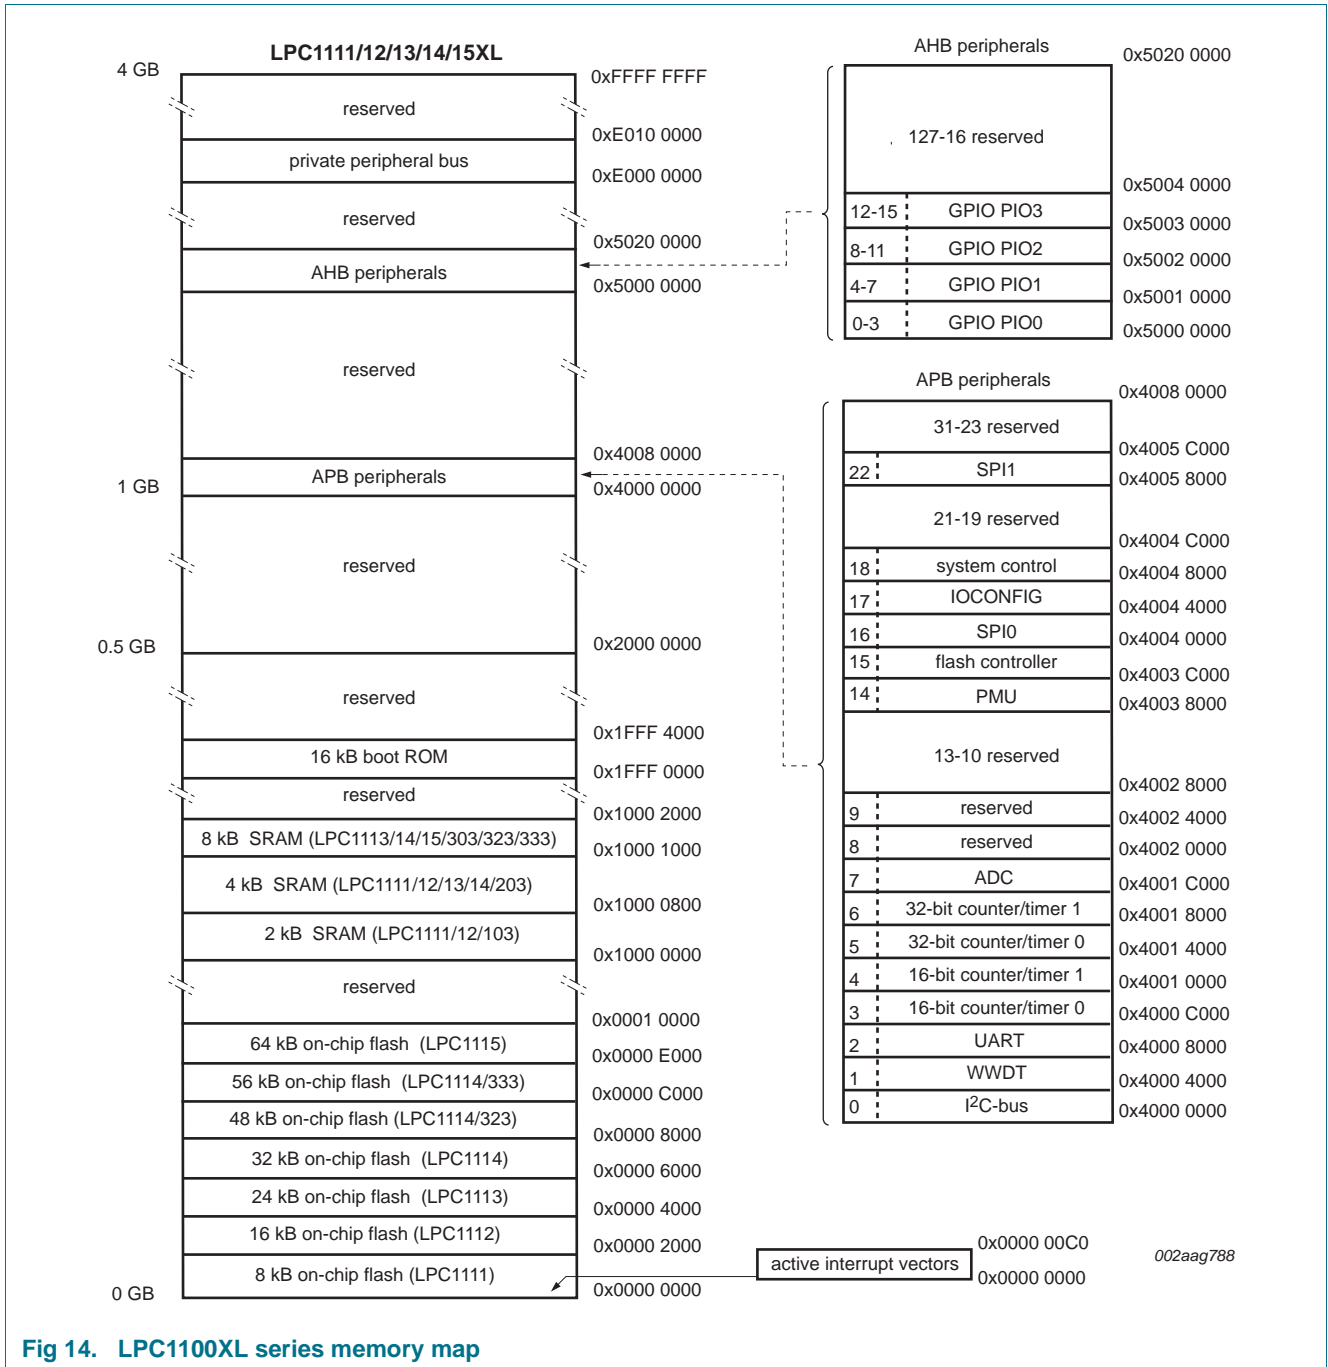 LPC1111/12/13/14/15XL
4 GB
0xFFFF FFFF
reserved
0xE010 0000
private peripheral bus
0xE000 0000
reserved
0x5020 0000
AHB peripherals
0x5000 0000
reserved
0x4008 0000
APB peripherals
1 GB
0x4000 0000
reserved
0.5 GB
0x2000 0000
reserved
0x1FFF 4000
16 kB boot ROM
0x1FFF 0000
reserved
0x1000 2000
8 kB SRAM (LPC1113/14/15/303/323/333)
0x1000 1000
4 kB SRAM (LPC1111/12/13/14/203)
0x1000 0800
2 kB SRAM (LPC1111/12/103)
0x1000 0000
reserved
0x0001 0000
64 kB on-chip flash (LPC1115)
0x0000 E000
56 kB on-chip flash (LPC1114/333)
0x0000 C000
48 kB on-chip flash (LPC1114/323)
0x0000 8000
32 kB on-chip flash (LPC1114)
0x0000 6000
24 kB on-chip flash (LPC1113)
0x0000 4000
16 kB on-chip flash (LPC1112)
0x0000 2000
8 kB on-chip flash (LPC1111)
0x0000 0000
0 GB
AHB peripherals
0x5020 0000
127-16 reserved
0x5004 0000
12-15 GPIO PIO3
0x5003 0000
8-11 GPIO PIO2
0x5002 0000
4-7 GPIO PIO1
0x5001 0000
0-3 GPIO PIO0
0x5000 0000
APB peripherals
0x4008 0000
31-23 reserved
0x4005 C000
22 SPI1
0x4005 8000
21-19 reserved
0x4004 C000
18 system control
0x4004 8000
17 IOCONFIG
0x4004 4000
16 SPI0
0x4004 0000
15 flash controller
0x4003 C000
14 PMU
0x4003 8000
13-10 reserved
0x4002 8000
9 reserved
0x4002 4000
8 reserved
0x4002 0000
7 ADC
0x4001 C000
6 32-bit counter/timer 1
0x4001 8000
5 32-bit counter/timer 0
0x4001 4000
4 16-bit counter/timer 1
0x4001 0000
3 16-bit counter/timer 0
0x4000 C000
2 UART
0x4000 8000
1 WWDT
0x4000 4000
0 I2C-bus
0x4000 0000
0x0000 00C0
active interrupt vectors
0x0000 0000
002aag788
Fig 14. LPC1100XL series memory map